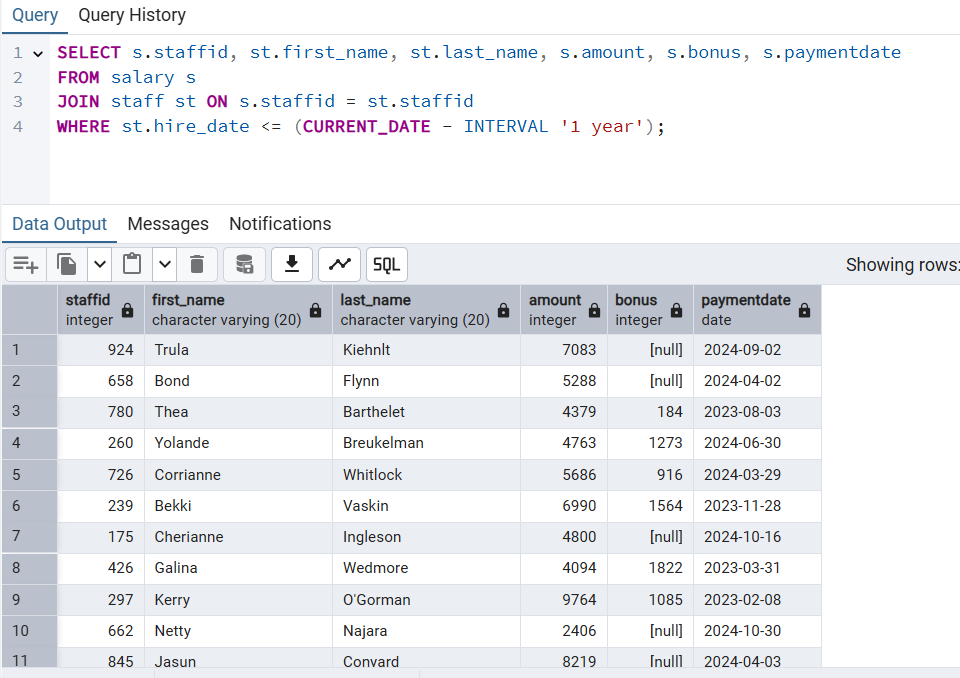 Query Query History
1 SELECT s.staffid, st.first_name, st.last_name, s.amount, s.bonus, s.paymentdate
2 FROM salary s
3 JOIN staff st ON s.staffid = st.staffid
4 WHERE st.hire_date <= (CURRENT_DATE - INTERVAL '1 year');
Data Output Messages Notifications
SQL Showing rows:
staffid first_name last_name amount bonus paymentdate
integer character varying (20) character varying (20) integer integer date
1 924 Trula Kiehnlt 7083 [null] 2024-09-02
2 658 Bond Flynn 5288 [null] 2024-04-02
3 780 Thea Barthelet 4379 184 2023-08-03
4 260 Yolande Breukelman 4763 1273 2024-06-30
5 726 Corrianne Whitlock 5686 916 2024-03-29
6 239 Bekki Vaskin 6990 1564 2023-11-28
7 175 Cherianne Ingleson 4800 [null] 2024-10-16
8 426 Galina Wedmore 4094 1822 2023-03-31
9 297 Kerry O'Gorman 9764 1085 2023-02-08
10 662 Netty Najara 2406 [null] 2024-10-30
11 845 Jasun Convard 8219 [null] 2024-04-03